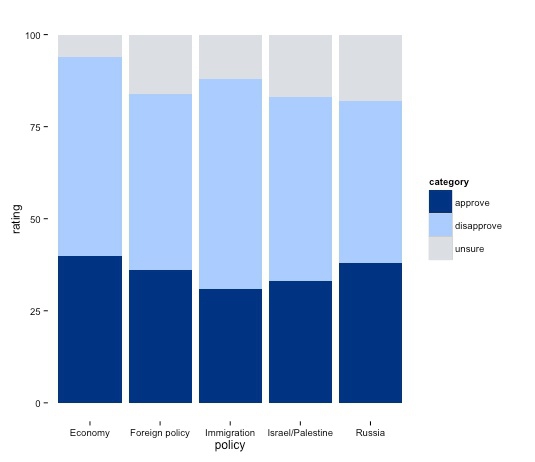 100
75
50
25
0
rating
Economy Foreign policy Immigration Israel/Palestine Russia
policy
category
approve
disapprove
unsure